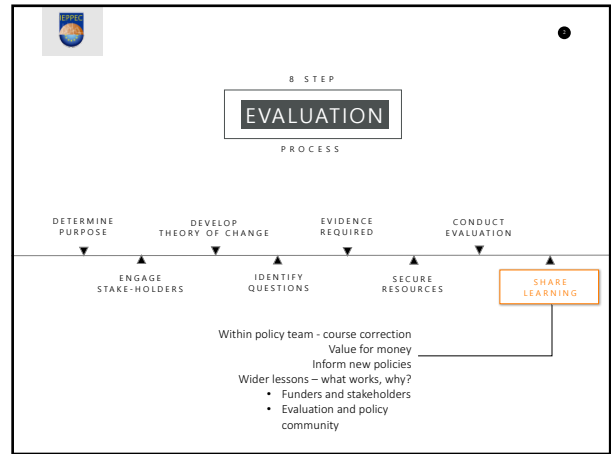 IEPPEC
8 STEP
EVALUATION
PROCESS
DETERMINE
PURPOSE
DEVELOP
THEORY OF CHANGE
EVIDENCE
REQUIRED
CONDUCT
EVALUATION
ENGAGE
STAKE-HOLDERS
IDENTIFY
QUESTIONS
SECURE
RESOURCES
SHARE
LEARNING
Within policy team - course correction
Value for money
Inform new policies
Wider lessons – what works, why?
• Funders and stakeholders
• Evaluation and policy
community